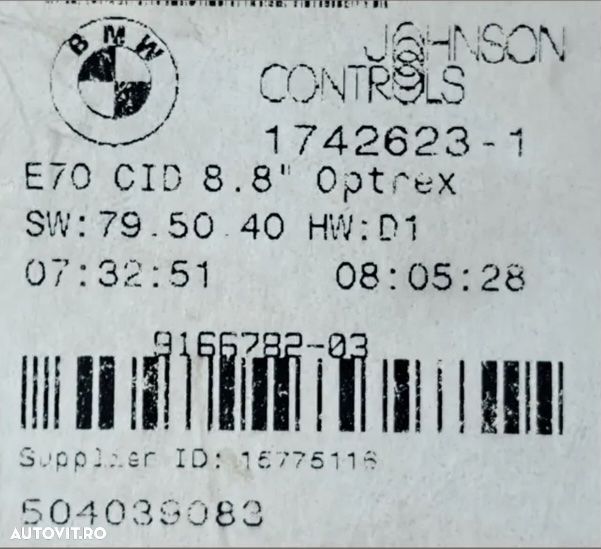 BMW
JOHNSON
CONTROLS
1742623-1
E70 CID 8.8" Optrex
SW:79.50.40 HW:D1
07:32:51 08:05:28
9166782-03
Supplier ID: 15775116
504039083
AUTOVIT.RO